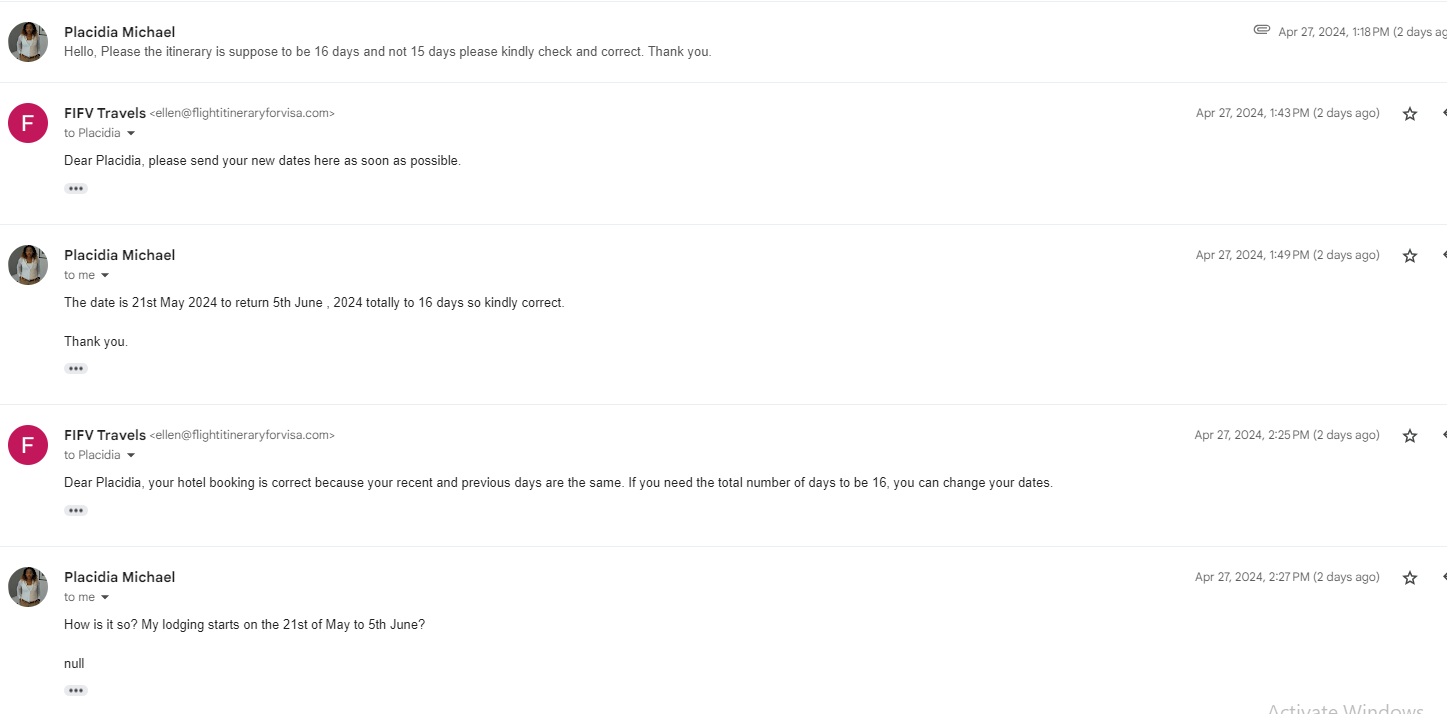 Placidia Michael
Apr 27, 2024, 1:18 PM (2 days ag
Hello, Please the itinerary is suppose to be 16 days and not 15 days please kindly check and correct. Thank you.
F
FIFV Travels <ellen@flightitineraryforvisa.com>
Apr 27, 2024, 1:43 PM (2 days ago)
to Placidia
Dear Placidia, please send your new dates here as soon as possible.
Placidia Michael
Apr 27, 2024, 1:49 PM (2 days ago)
to me
The date is 21st May 2024 to return 5th June , 2024 totally to 16 days so kindly correct.
Thank you.
F
FIFV Travels <ellen@flightitineraryforvisa.com>
Apr 27, 2024, 2:25 PM (2 days ago)
to Placidia
Dear Placidia, your hotel booking is correct because your recent and previous days are the same. If you need the total number of days to be 16, you can change your dates.
Placidia Michael
Apr 27, 2024, 2:27 PM (2 days ago)
to me
How is it so? My lodging starts on the 21st of May to 5th June?
null
Activate Windows